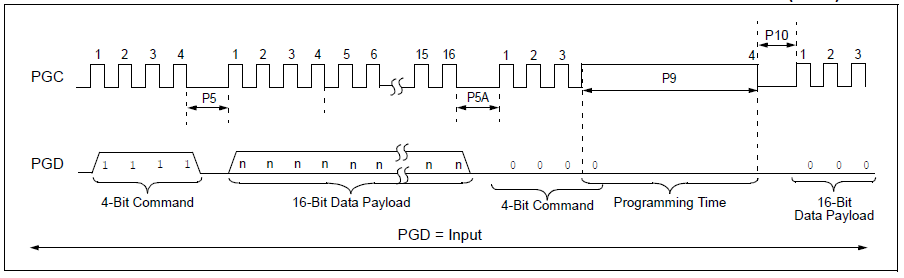 P10
1 2 3 4 1 2 3 4 5 6 15 16 1 2 3 4 1 2 3
PGC
P9
P5
P5A
PGD
1 1 1 1 n n n n n n n n 0 0 0 0 0 0 0
4-Bit Command
16-Bit Data Payload
4-Bit Command
Programming Time
16-Bit
Data Payload
PGD = Input